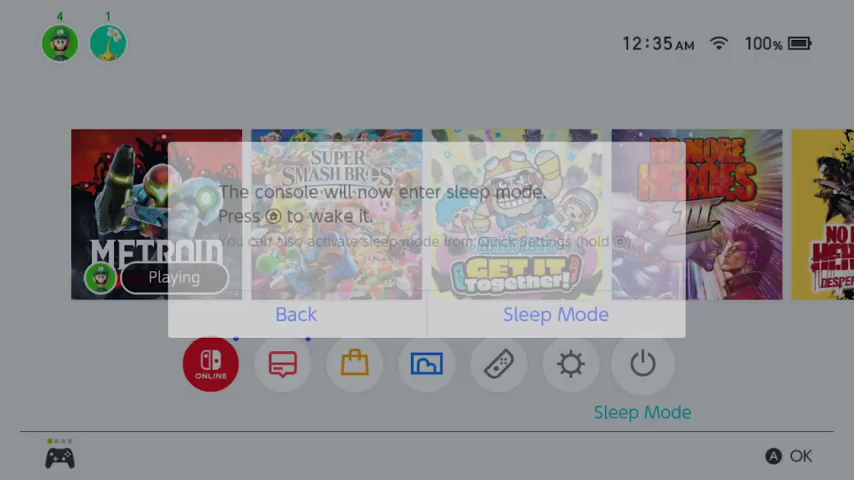 4
1
12:35 AM
100%
SUPER
SMASH BROS
NO MORE
HEROES
III
The console will now enter sleep mode.
Press to wake it.
You can also activate sleep mode from Quick Settings (hold ).
METROID
GET IT
Together!
NO
HER
DESPER
Playing
Back
Sleep Mode
ONLINE
Sleep Mode
A OK